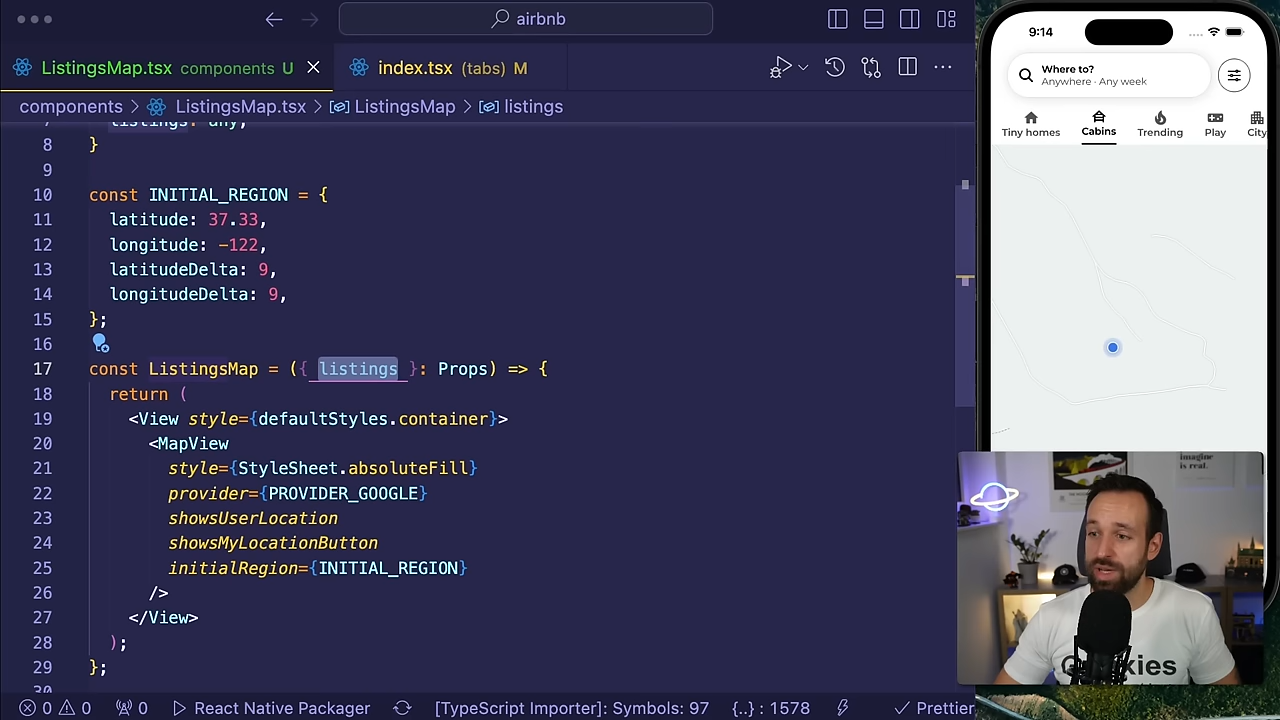 airbnb
ListingsMap.tsx components U
index.tsx (tabs) M
components > ListingsMap.tsx > ListingsMap > listings
7 listings: any;
8 }
9
10 const INITIAL_REGION = {
11 latitude: 37.33,
12 longitude: -122,
13 latitudeDelta: 9,
14 longitudeDelta: 9,
15 };
16
17 const ListingsMap = ({ listings }: Props) => {
18 return (
19 <View style={defaultStyles.container}>
20 <MapView
21 style={StyleSheet.absoluteFill}
22 provider={PROVIDER_GOOGLE}
23 showsUserLocation
24 showsMyLocationButton
25 initialRegion={INITIAL_REGION}
26 />
27 </View>
28 );
29 };
30
0 0 0 React Native Packager [TypeScript Importer]: Symbols: 97 {..} : 1578 Prettier
9:14
Where to?
Anywhere · Any week
Tiny homes Cabins Trending Play City
imagine
is real.